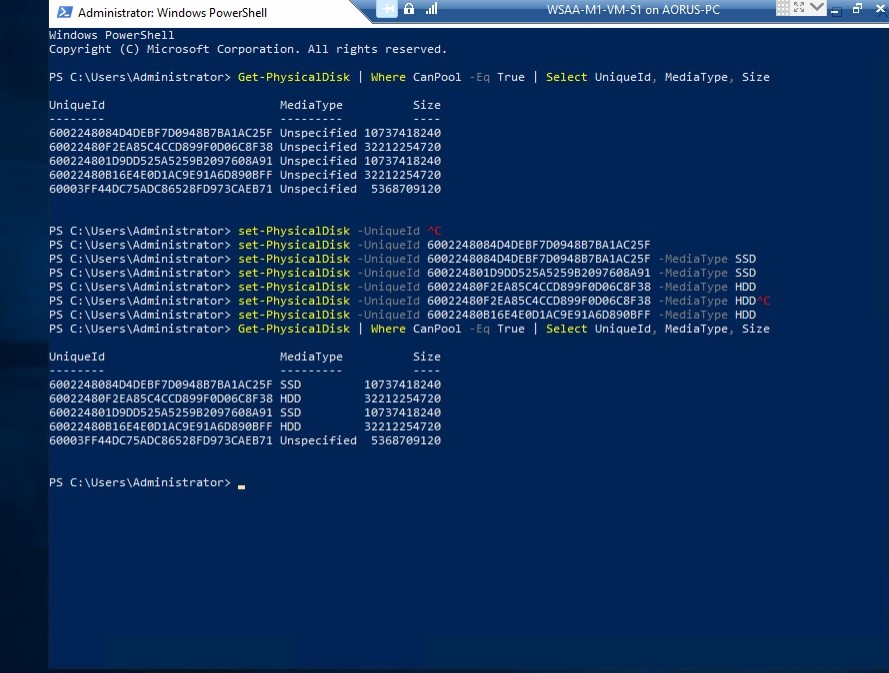 Administrator: Windows PowerShell
WSAA-M1-VM-S1 on AORUS-PC
Windows PowerShell
Copyright (C) Microsoft Corporation. All rights reserved.
PS C:\Users\Administrator> Get-PhysicalDisk | Where CanPool -Eq True | Select UniqueId, MediaType, Size
UniqueId MediaType Size
-------- --------- ----
6002248084D4DEBF7D0948B7BA1AC25F Unspecified 10737418240
60022480F2EA85C4CCD899F0D06C8F38 Unspecified 32212254720
600224801D9DD525A5259B2097608A91 Unspecified 10737418240
60022480B16E4E0D1AC9E91A6D890BFF Unspecified 32212254720
60003FF44DC75ADC86528FD973CAEB71 Unspecified 5368709120
PS C:\Users\Administrator> set-PhysicalDisk -UniqueId ^C
PS C:\Users\Administrator> set-PhysicalDisk -UniqueId 6002248084D4DEBF7D0948B7BA1AC25F
PS C:\Users\Administrator> set-PhysicalDisk -UniqueId 6002248084D4DEBF7D0948B7BA1AC25F -MediaType SSD
PS C:\Users\Administrator> set-PhysicalDisk -UniqueId 600224801D9DD525A5259B2097608A91 -MediaType SSD
PS C:\Users\Administrator> set-PhysicalDisk -UniqueId 60022480F2EA85C4CCD899F0D06C8F38 -MediaType HDD
PS C:\Users\Administrator> set-PhysicalDisk -UniqueId 60022480F2EA85C4CCD899F0D06C8F38 -MediaType HDD^C
PS C:\Users\Administrator> set-PhysicalDisk -UniqueId 60022480B16E4E0D1AC9E91A6D890BFF -MediaType HDD
PS C:\Users\Administrator> Get-PhysicalDisk | Where CanPool -Eq True | Select UniqueId, MediaType, Size
UniqueId MediaType Size
-------- --------- ----
6002248084D4DEBF7D0948B7BA1AC25F SSD 10737418240
60022480F2EA85C4CCD899F0D06C8F38 HDD 32212254720
600224801D9DD525A5259B2097608A91 SSD 10737418240
60022480B16E4E0D1AC9E91A6D890BFF HDD 32212254720
60003FF44DC75ADC86528FD973CAEB71 Unspecified 5368709120
PS C:\Users\Administrator>